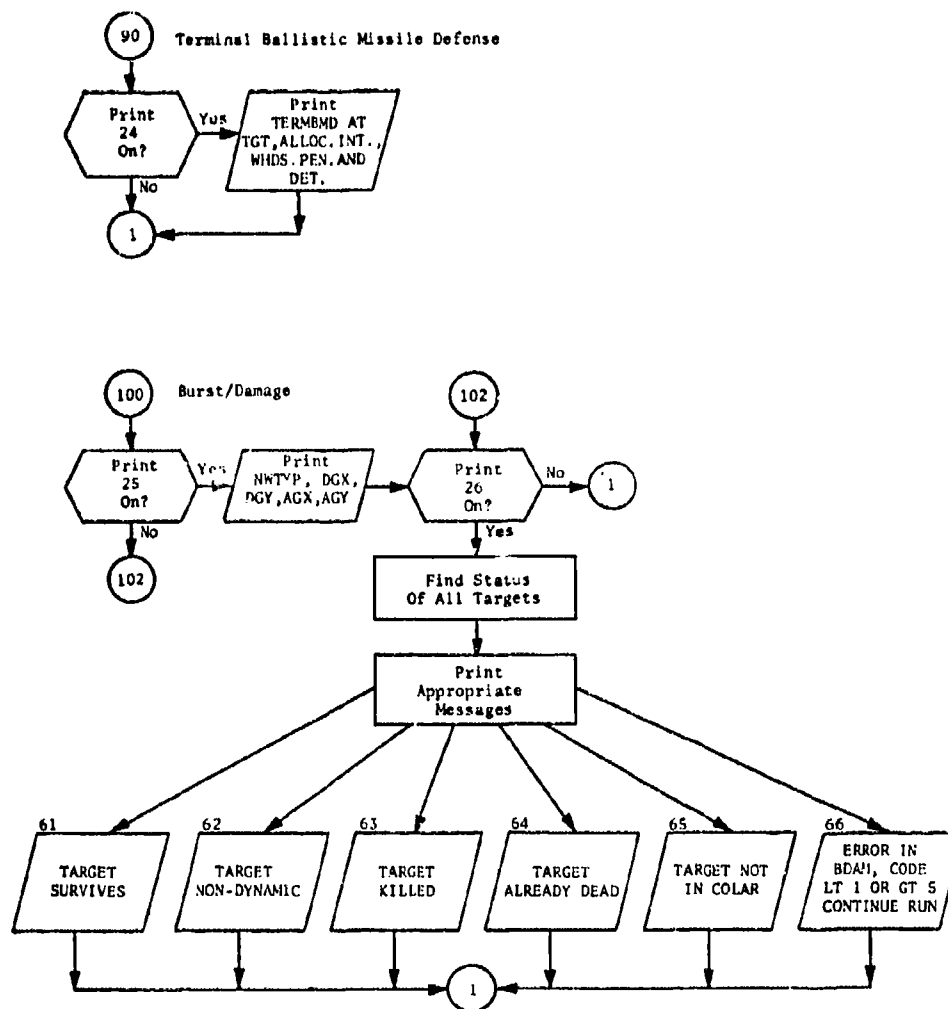 90
Terminal Ballistic Missile Defense
Print
24
On?
Yes
Print
TERMBMD AT
TGT,ALLOC.INT.,
WHDS.PEN.AND
DET.
No
1
100
Burst/Damage
102
Print
25
On?
Yes
Print
NWTYP, DGX,
DGY,AGX,AGY
Print
26
On?
No
1
No
Yes
102
Find Status
Of All Targets
Print
Appropriate
Messages
61
TARGET
SURVIVES
62
TARGET
NON-DYNAMIC
63
TARGET
KILLED
64
TARGET
ALREADY DEAD
65
TARGET NOT
IN COLAR
66
ERROR IN
BDAM, CODE
LT 1 OR GT 5
CONTINUE RUN
1